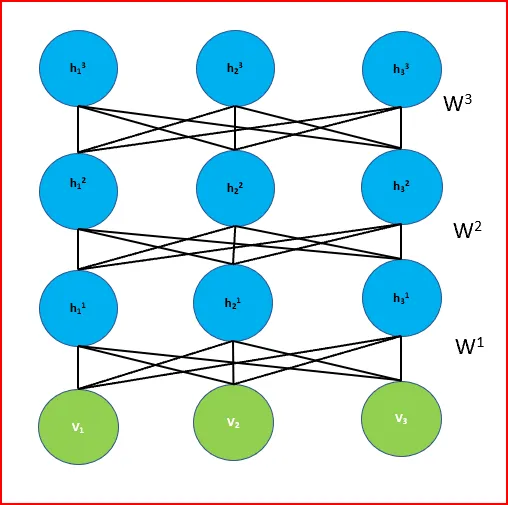 h₁³ h₂³ h₃³
W³
h₁² h₂² h₃²
W²
h₁¹ h₂¹ h₃¹
W¹
V₁ V₂ V₃